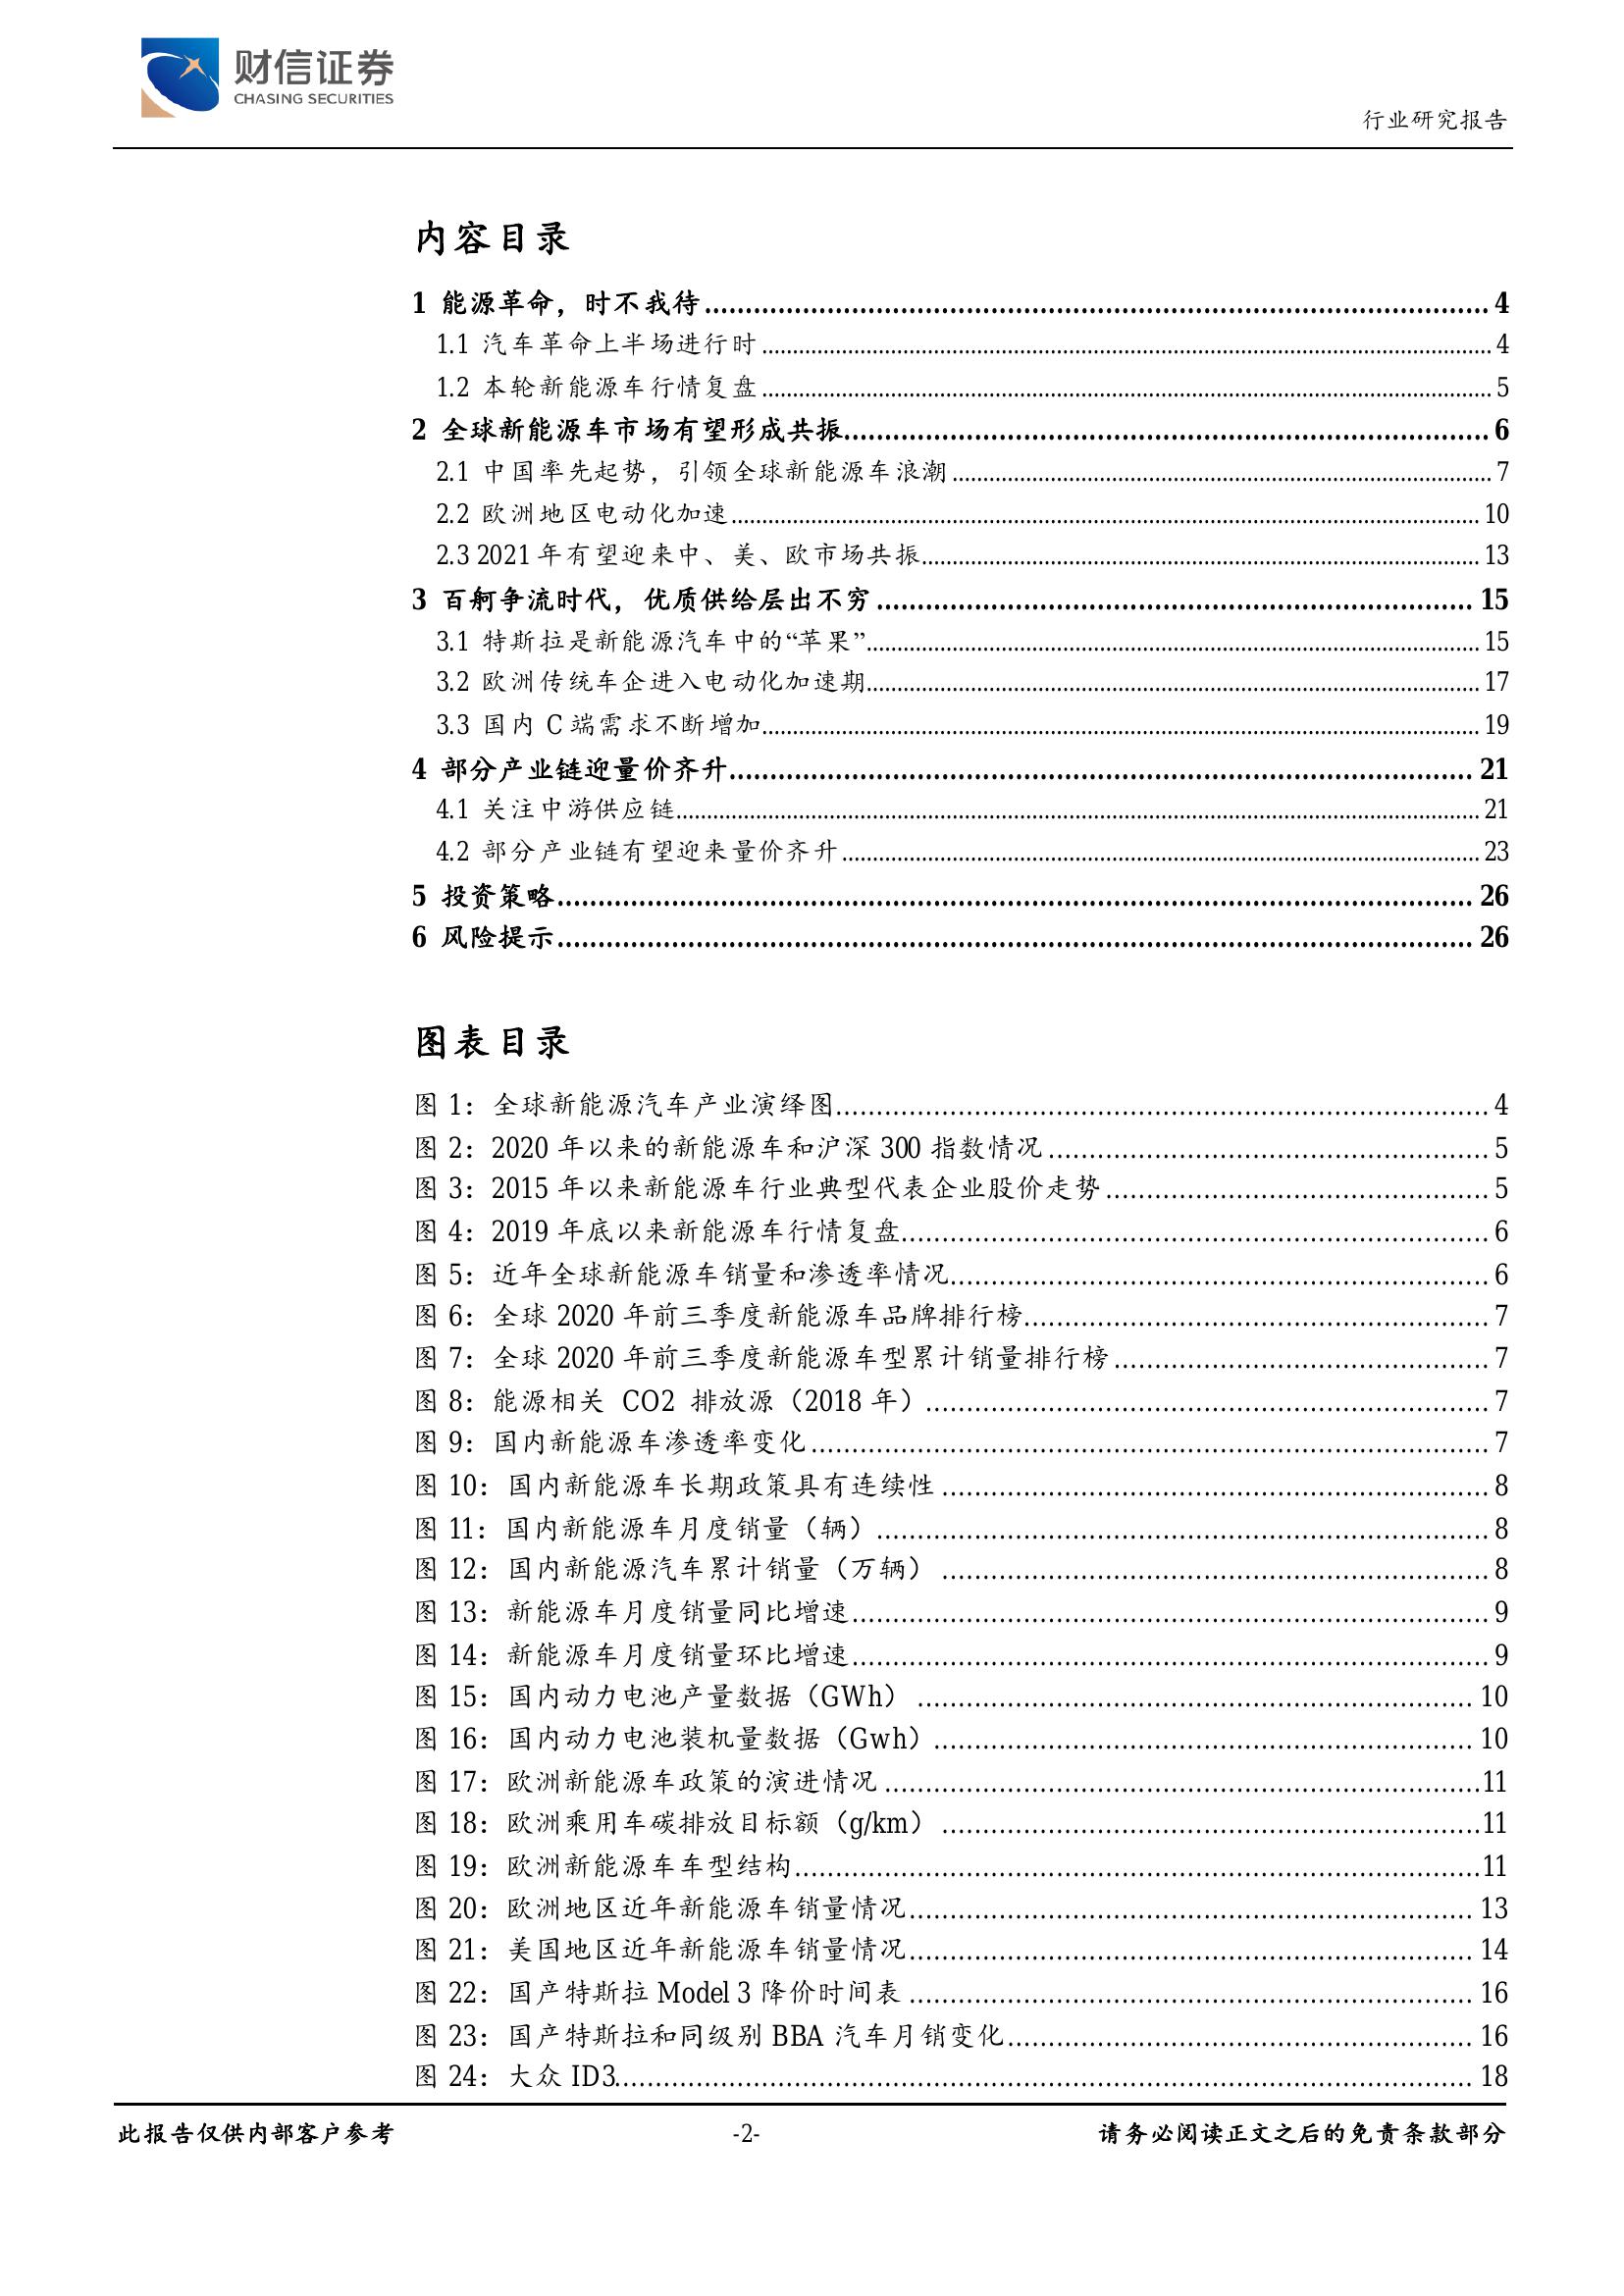 财信证券
CHASING SECURITIES
行业研究报告
内容目录
1 能源革命，时不我待........ 4
1.1 汽车革命上半场进行时........ 4
1.2 本轮新能源车行情复盘........ 5
2 全球新能源车市场有望形成共振........ 6
2.1 中国率先起势，引领全球新能源车浪潮........ 7
2.2 欧洲地区电动化加速........ 10
2.3 2021 年有望迎来中、美、欧市场共振........ 13
3 百舸争流时代，优质供给层出不穷........ 15
3.1 特斯拉是新能源汽车中的“苹果”........ 15
3.2 欧洲传统车企进入电动化加速期........ 17
3.3 国内 C 端需求不断增加........ 19
4 部分产业链迎量价齐升........ 21
4.1 关注中游供应链........ 21
4.2 部分产业链有望迎来量价齐升........ 23
5 投资策略........ 26
6 风险提示........ 26
图表目录
图 1：全球新能源汽车产业演绎图........ 4
图 2：2020 年以来的新能源车和沪深 300 指数情况........ 5
图 3：2015 年以来新能源车行业典型代表企业股价走势........ 5
图 4：2019 年底以来新能源车行情复盘........ 6
图 5：近年全球新能源车销量和渗透率情况........ 6
图 6：全球 2020 年前三季度新能源车品牌排行榜........ 7
图 7：全球 2020 年前三季度新能源车型累计销量排行榜........ 7
图 8：能源相关 CO2 排放源（2018 年）........ 7
图 9：国内新能源车渗透率变化........ 7
图 10：国内新能源车长期政策具有连续性........ 8
图 11：国内新能源车月度销量（辆）........ 8
图 12：国内新能源汽车累计销量（万辆）........ 8
图 13：新能源车月度销量同比增速........ 9
图 14：新能源车月度销量环比增速........ 9
图 15：国内动力电池产量数据（GWh）........ 10
图 16：国内动力电池装机量数据（Gwh）........ 10
图 17：欧洲新能源车政策的演进情况........ 11
图 18：欧洲乘用车碳排放目标额（g/km）........ 11
图 19：欧洲新能源车车型结构........ 11
图 20：欧洲地区近年新能源车销量情况........ 13
图 21：美国地区近年新能源车销量情况........ 14
图 22：国产特斯拉 Model 3 降价时间表........ 16
图 23：国产特斯拉和同级别 BBA 汽车月销变化........ 16
图 24：大众 ID3........ 18
此报告仅供内部客户参考
-2-
请务必阅读正文之后的免责条款部分